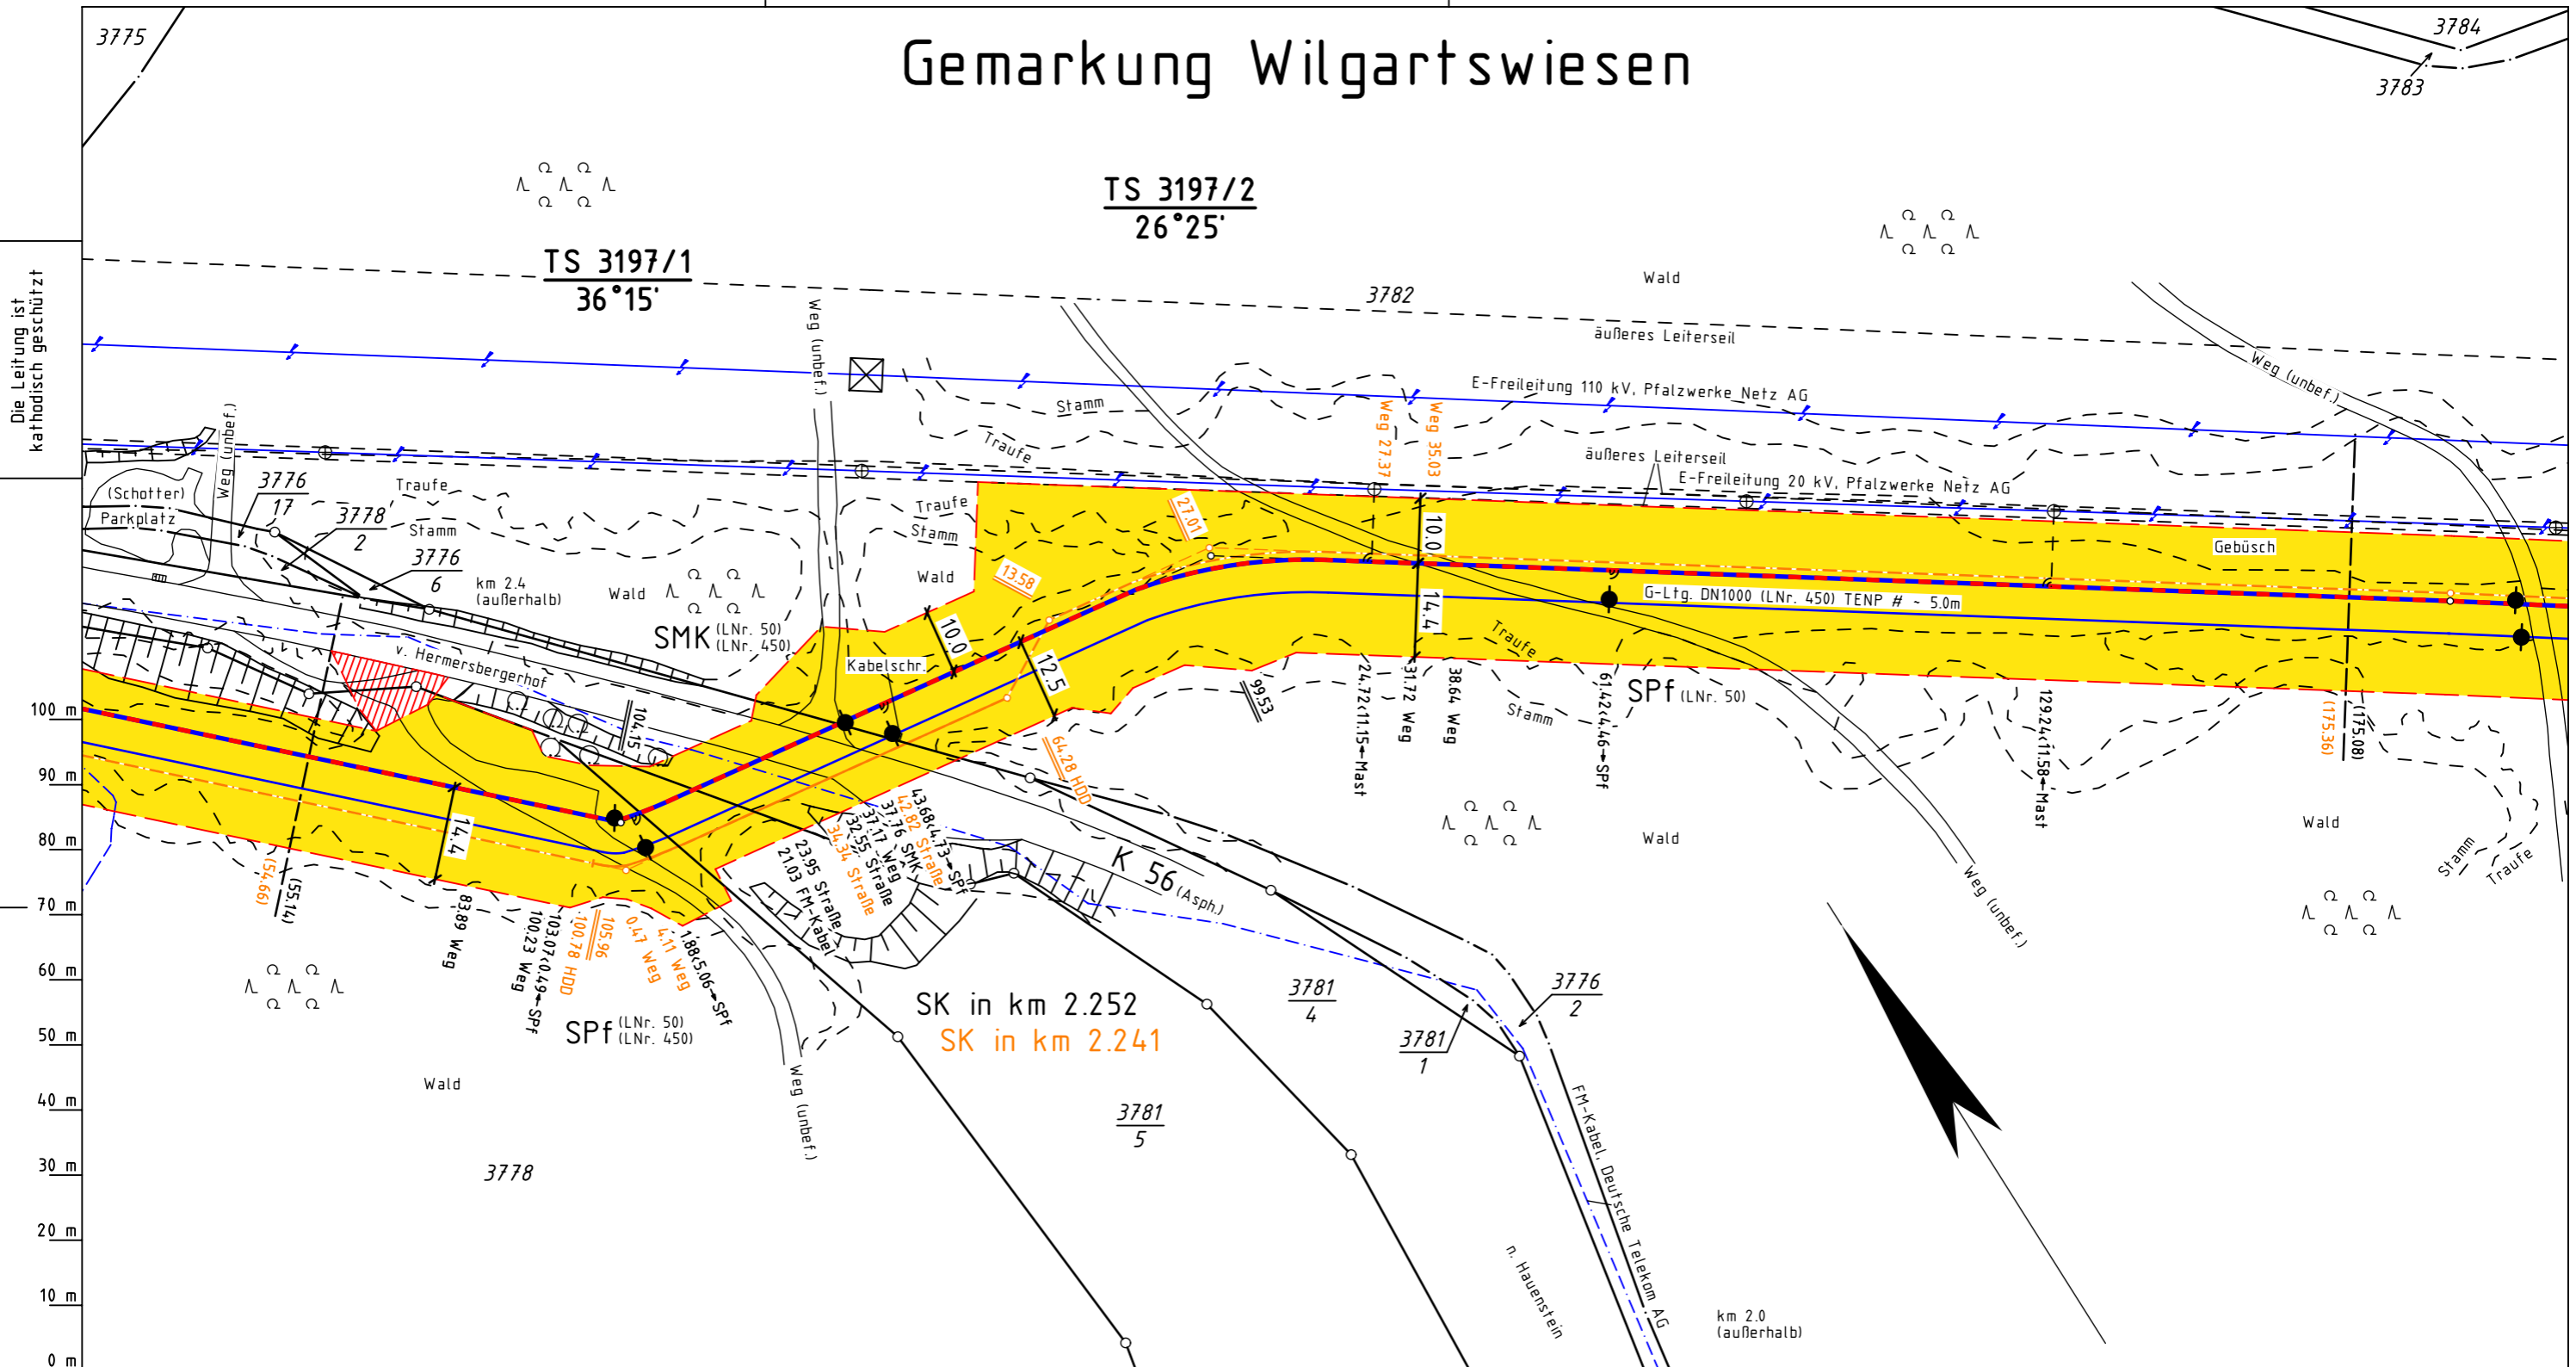 Gemarkung Wilgartswiesen
3775
3784
3783
TS 3197/2
26°25'
TS 3197/1
36°15'
Wald
3782
äußeres Leiterseil
Die Leitung ist
kathodisch geschützt
Weg (unbef.)
Weg (unbef.)
Weg (unbef.)
E-Freileitung 110 kV, Pfalzwerke Netz AG
Stamm
Traufe
Weg 27.37
Weg 35.03
äußeres Leiterseil
E-Freileitung 20 kV, Pfalzwerke Netz AG
(Schotter)
Parkplatz
3776
17
3778
2
3776
6
Traufe
Stamm
km 2.4
(außerhalb)
Wald
Traufe
Stamm
Wald
27.01
13.58
10.0
14.4
Gebüsch
G-Ltg. DN1000 (LNr. 450) TENP # ~ 5.0m
SMK (LNr. 50)
(LNr. 450)
v. Hermersbergerhof
Kabelschr.
10.0
12.5
Traufe
Stamm
SPf (LNr. 50)
104.15
99.53
64.28 HDD
24.72<11.15→Mast
31.72 Weg
38.64 Weg
61.42<4.46→SPf
129.24<11.58→Mast
(175.36)
(175.08)
100 m
90 m
80 m
70 m
60 m
50 m
40 m
30 m
20 m
10 m
0 m
14.4
(54.66)
(55.14)
83.89 Weg
100.23 Weg
103.07<0.49→SPf
100.78 HDD
105.96
0.47 Weg
4.11 Weg
1.88<5.06→SPf
21.03 FM-Kabel
23.95 Straße
34.34 Straße
32.55 Straße
37.17 Weg
37.76 SMK
42.82 Straße
43.68<4.73→SPf
K 56 (Asph.)
Wald
Wald
Stamm
Traufe
Weg (unbef.)
SPf (LNr. 50)
(LNr. 450)
SK in km 2.252
SK in km 2.241
3781
4
3776
2
3781
1
Wald
Weg (unbef.)
3781
5
3778
FM-Kabel, Deutsche Telekom AG
n. Hauenstein
km 2.0
(außerhalb)